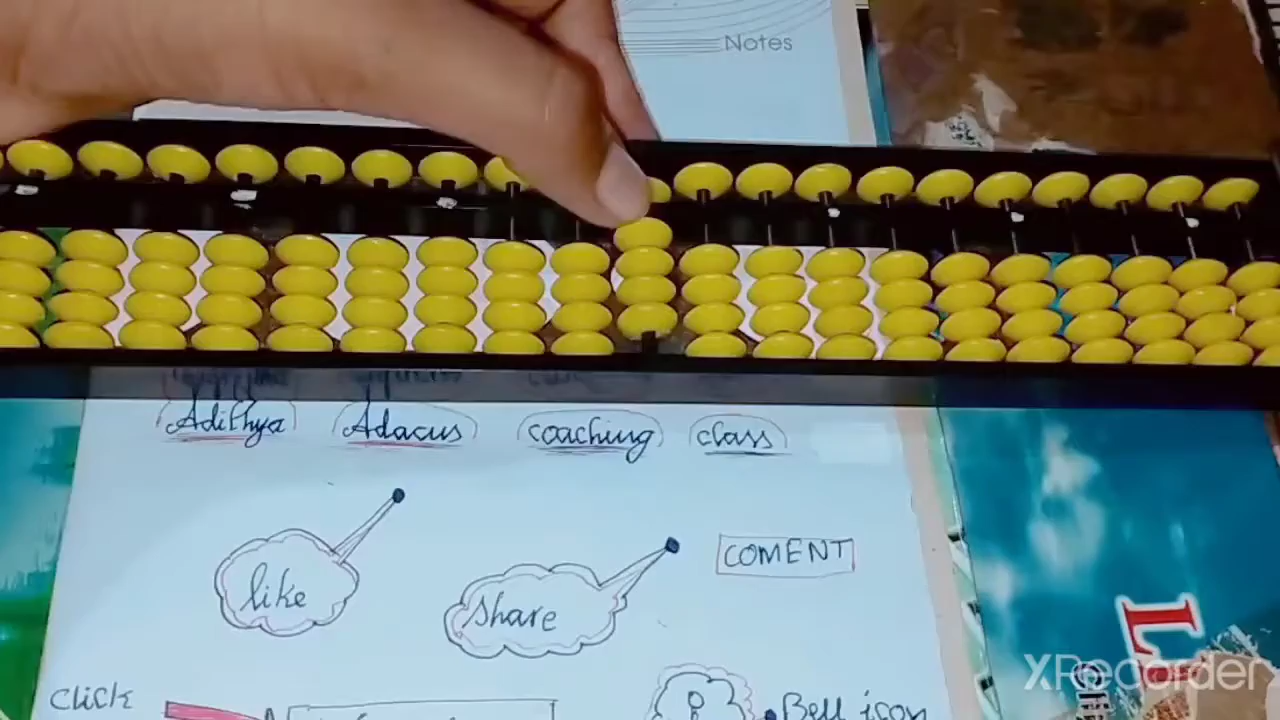 Notes
Adithya Adacus coaching class
like
share
COMENT
click
Bell icon
XRecorder